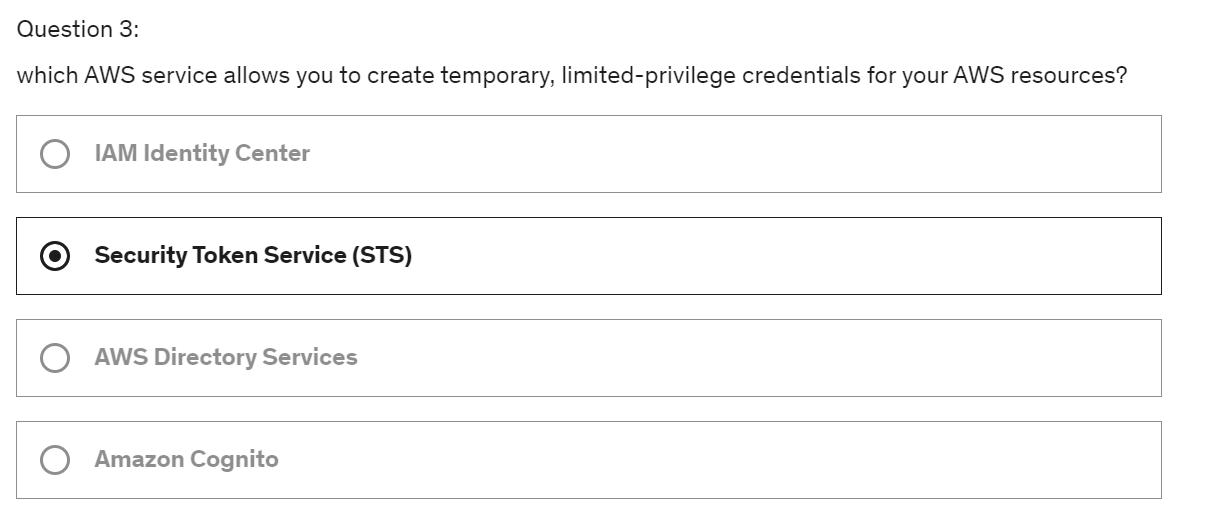 Question 3:
which AWS service allows you to create temporary, limited-privilege credentials for your AWS resources?
IAM Identity Center
Security Token Service (STS)
AWS Directory Services
Amazon Cognito